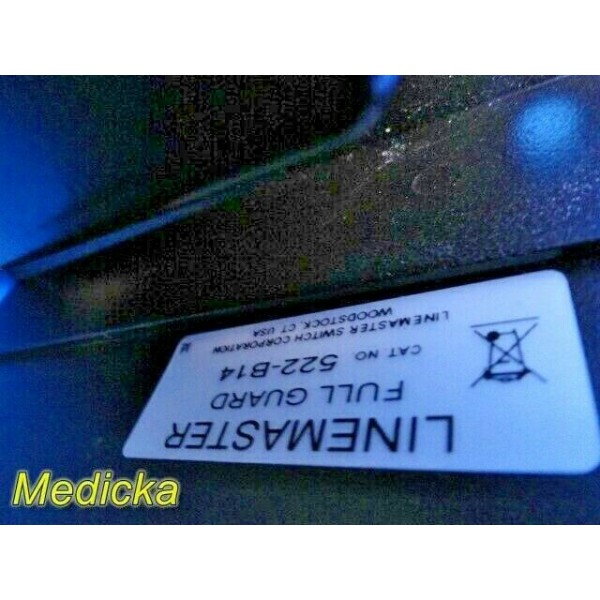 LINEMASTER
FULL GUARD
CAT NO. 522-B14
LINEMASTER SWITCH CORPORATION
WOODSTOCK, CT. USA
Medicka